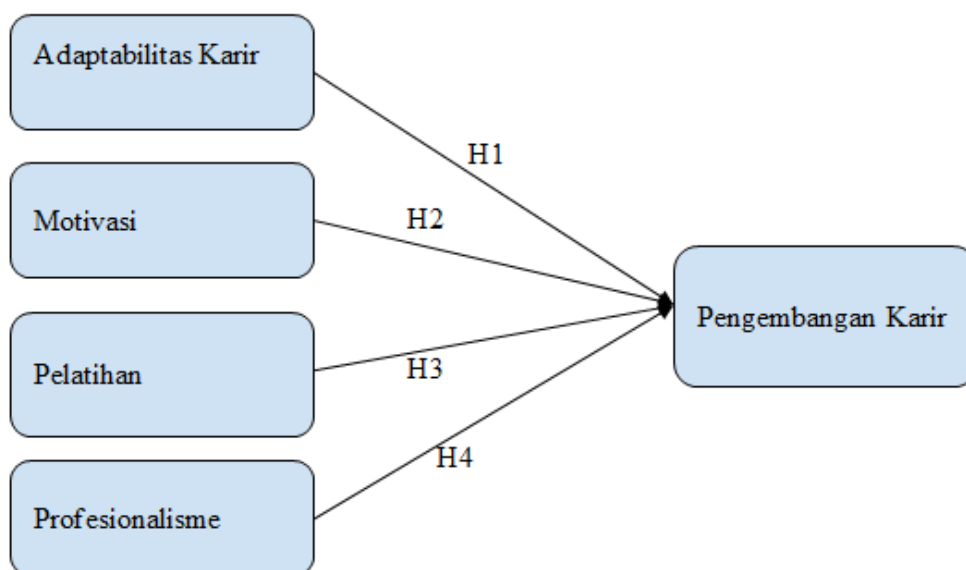 Adaptabilitas Karir
H1
Motivasi
H2
Pengembangan Karir
Pelatihan
H3
H4
Profesionalisme